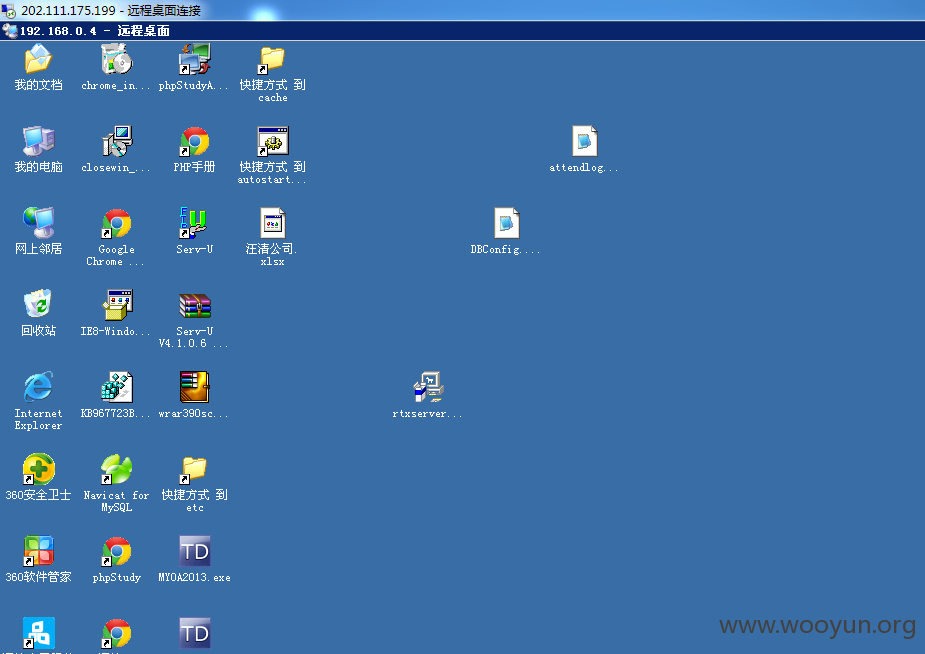 202.111.175.199 - 远程桌面连接
192.168.0.4 - 远程桌面
我的文档
chrome_in...
phpStudyA...
快捷方式 到
cache
我的电脑
closewin_...
PHP手册
快捷方式 到
autostart...
attendlog...
网上邻居
Google
Chrome ...
Serv-U
汪清公司.
xlsx
DBConfig....
回收站
IE8-Windo...
Serv-U
V4.1.0.6 ...
Internet
Explorer
KB967723B...
wrar390sc...
rtxserver...
360安全卫士
Navicat for
MySQL
快捷方式 到
etc
360软件管家
phpStudy
TD
MYOA2013.exe
TD
www.wooyun.org